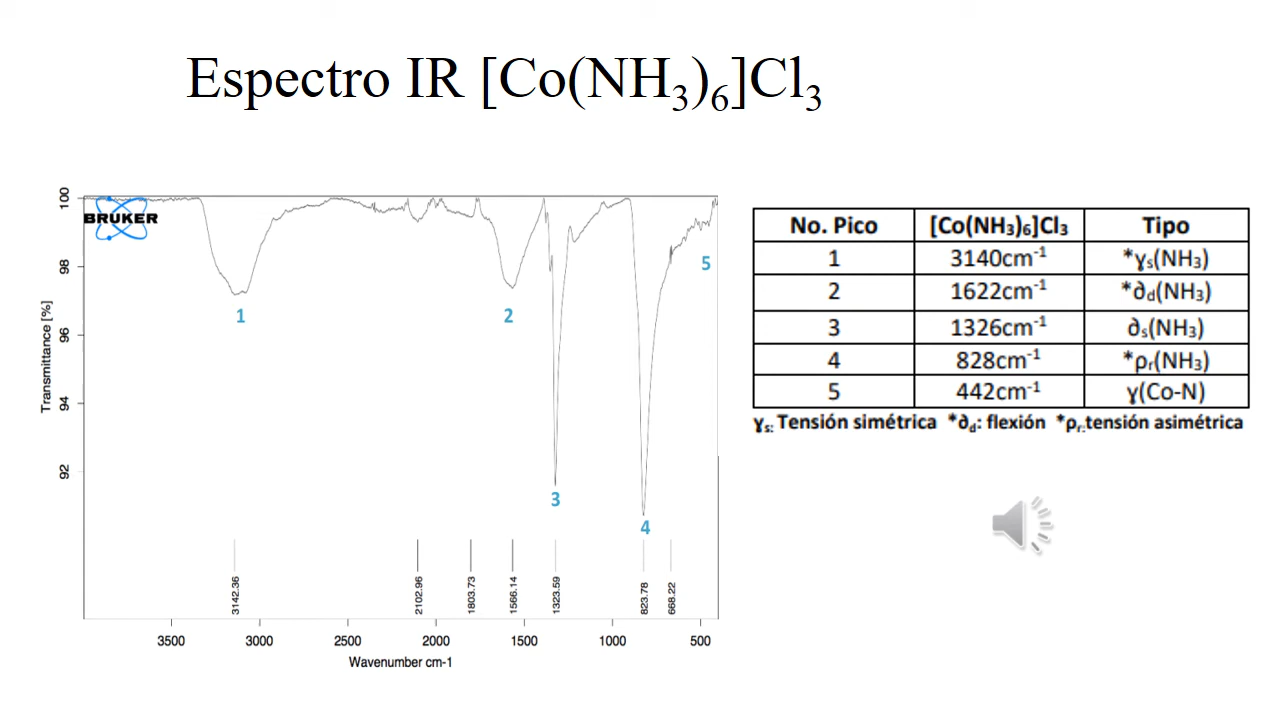 Espectro IR [Co(NH₃)₆]Cl₃
BRUKER
Transmittance [%]
100
98
96
94
92
1
2
3
4
5
3142.36
2102.96
1803.73
1566.14
1323.59
823.78
668.22
3500 3000 2500 2000 1500 1000 500
Wavenumber cm-1
No. Pico [Co(NH₃)₆]Cl₃ Tipo
1 3140cm⁻¹ *ɣₛ(NH₃)
2 1622cm⁻¹ *∂d(NH₃)
3 1326cm⁻¹ ∂ₛ(NH₃)
4 828cm⁻¹ *ρᵣ(NH₃)
5 442cm⁻¹ ɣ(Co-N)
ɣₛ: Tensión simétrica *∂d: flexión *ρᵣ:tensión asimétrica